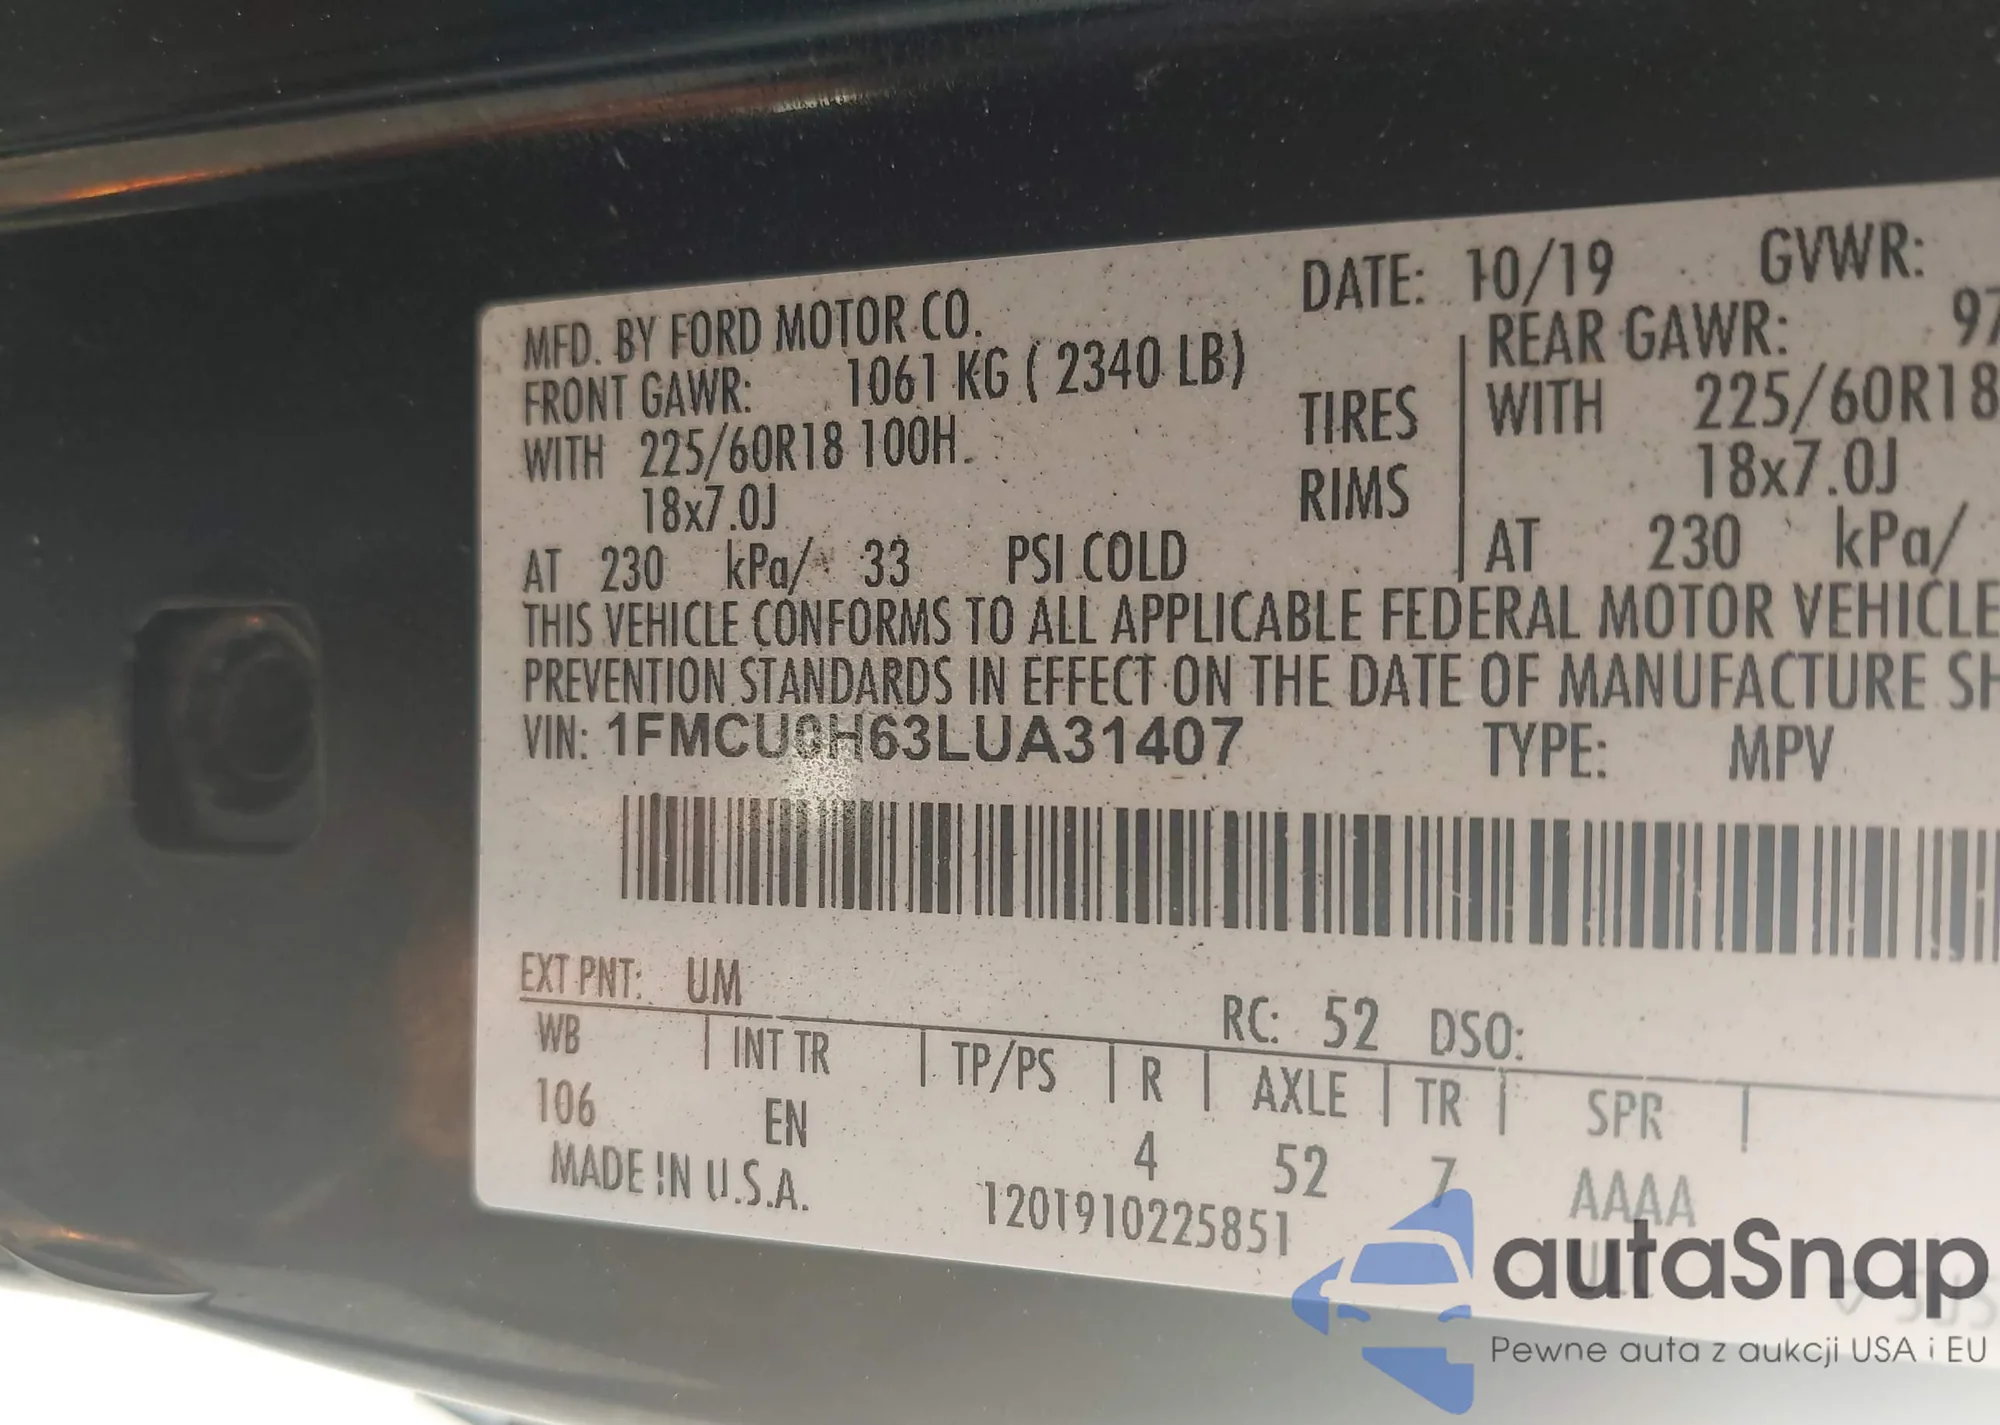 MFD. BY FORD MOTOR CO. DATE: 10/19 GVWR:
FRONT GAWR: 1061 KG ( 2340 LB) REAR GAWR: 97
WITH 225/60R18 100H. TIRES WITH 225/60R18
18x7.0J RIMS 18x7.0J
AT 230 kPa/ 33 PSI COLD AT 230 kPa/
THIS VEHICLE CONFORMS TO ALL APPLICABLE FEDERAL MOTOR VEHICLE
PREVENTION STANDARDS IN EFFECT ON THE DATE OF MANUFACTURE SH
VIN: 1FMCU0H63LUA31407 TYPE: MPV
EXT PNT: UM RC: 52 DSO:
WB INT TR TP/PS R AXLE TR SPR
106 EN 4 52 7 AAAA
MADE IN U.S.A. 1201910225851
autaSnap
Pewne auta z aukcji USA i EU